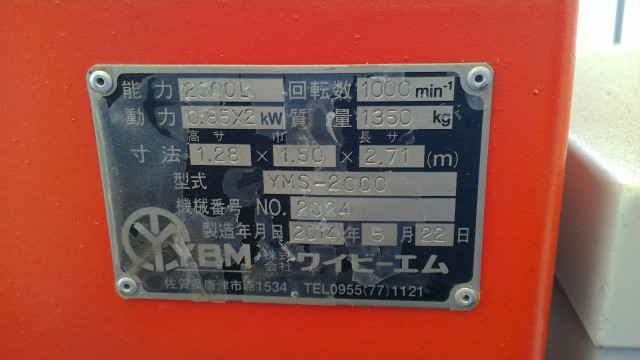 能力 2000L 回転数 1000 min-1
動力 0.85X2 kW 質量 1350 kg
高サ 巾 長サ
寸法 1.28 × 1.50 × 2.71 (m)
型式 YMS-2000
機械番号 NO. 2024
製造年月日 2014年 5月 22日
YBM 株式会社 ワイビーエム
佐賀県唐津市原1534 TEL0955(77)1121